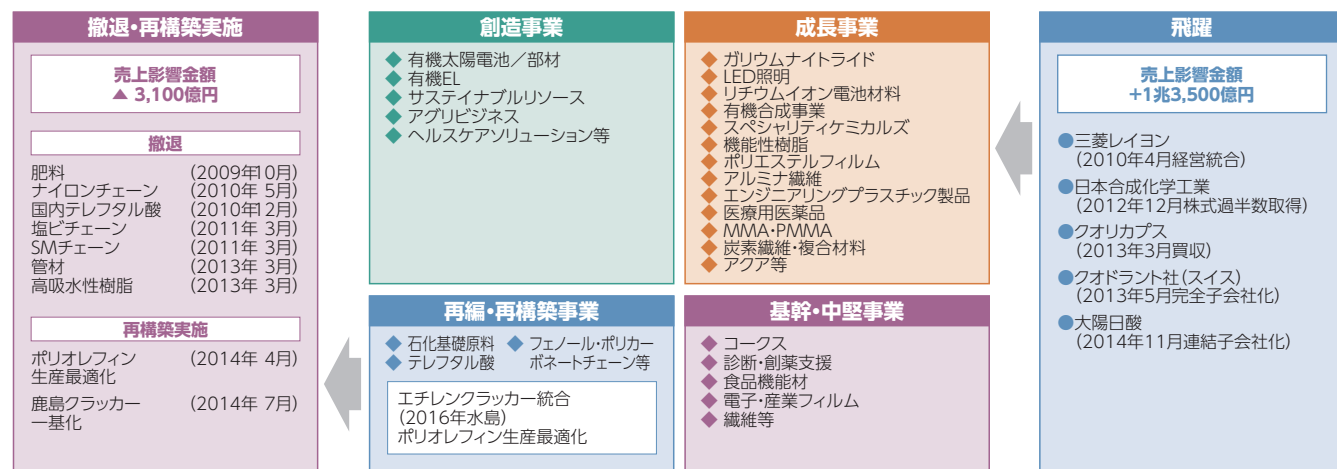 撤退・再構築実施
売上影響金額
▲ 3,100億円
撤退
肥料 (2009年10月)
ナイロンチェーン (2010年 5月)
国内テレフタル酸 (2010年12月)
塩ビチェーン (2011年 3月)
SMチェーン (2011年 3月)
管材 (2013年 3月)
高吸水性樹脂 (2013年 3月)
再構築実施
ポリオレフィン (2014年 4月)
生産最適化
鹿島クラッカー (2014年 7月)
一基化
創造事業
◆ 有機太陽電池／部材
◆ 有機EL
◆ サステイナブルリソース
◆ アグリビジネス
◆ ヘルスケアソリューション等
成長事業
◆ ガリウムナイトライド
◆ LED照明
◆ リチウムイオン電池材料
◆ 有機合成事業
◆ スペシャリティケミカルズ
◆ 機能性樹脂
◆ ポリエステルフィルム
◆ アルミナ繊維
◆ エンジニアリングプラスチック製品
◆ 医療用医薬品
◆ MMA・PMMA
◆ 炭素繊維・複合材料
◆ アクア等
再編・再構築事業
◆ 石化基礎原料
◆ テレフタル酸
◆ フェノール・ポリカー
ボネートチェーン等
エチレンクラッカー統合
(2016年水島)
ポリオレフィン生産最適化
基幹・中堅事業
◆ コークス
◆ 診断・創薬支援
◆ 食品機能材
◆ 電子・産業フィルム
◆ 繊維等
飛躍
売上影響金額
+1兆3,500億円
●三菱レイヨン
(2010年4月経営統合)
●日本合成化学工業
(2012年12月株式過半数取得)
●クオリカプス
(2013年3月買収)
●クオドラント社(スイス)
(2013年5月完全子会社化)
●大陽日酸
(2014年11月連結子会社化)